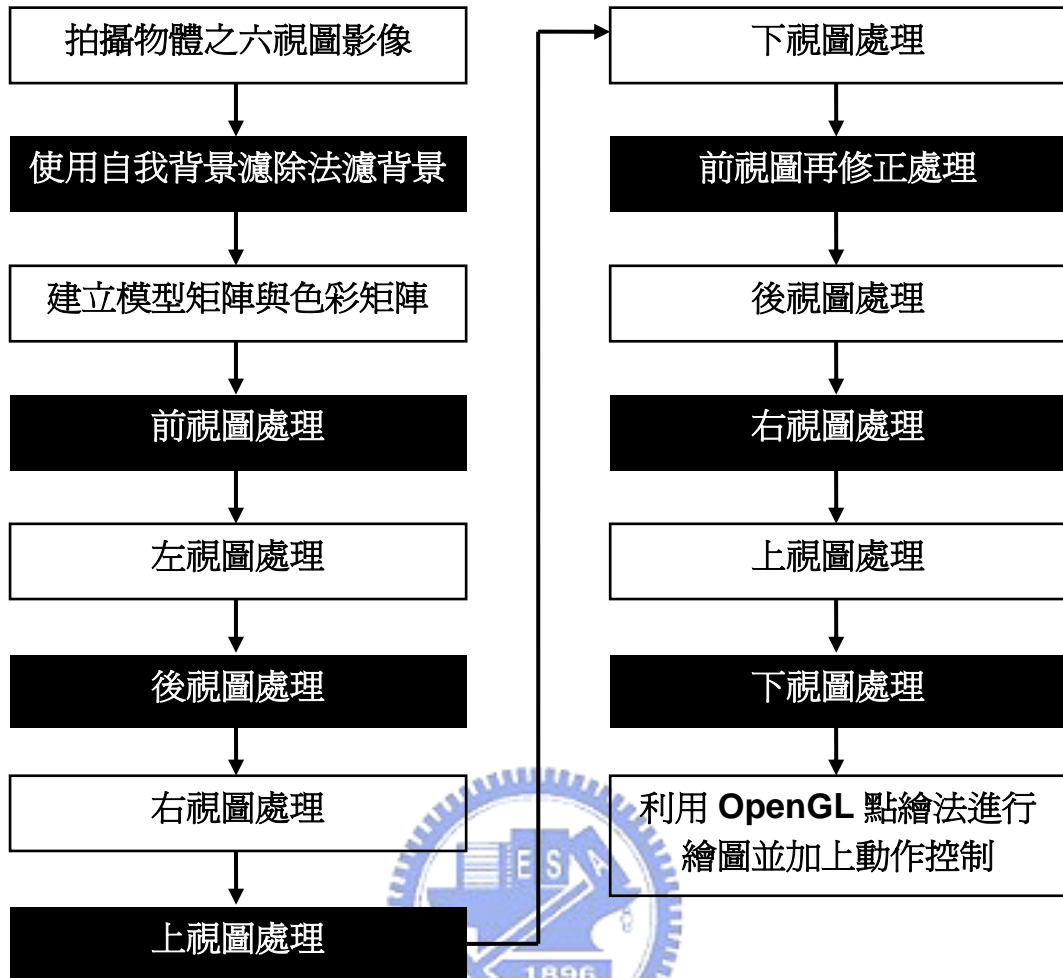 拍攝物體之六視圖影像
使用自我背景濾除法濾背景
建立模型矩陣與色彩矩陣
前視圖處理
左視圖處理
後視圖處理
右視圖處理
上視圖處理
下視圖處理
前視圖再修正處理
後視圖處理
右視圖處理
上視圖處理
下視圖處理
利用 OpenGL 點繪法進行
繪圖並加上動作控制
E S A
1896